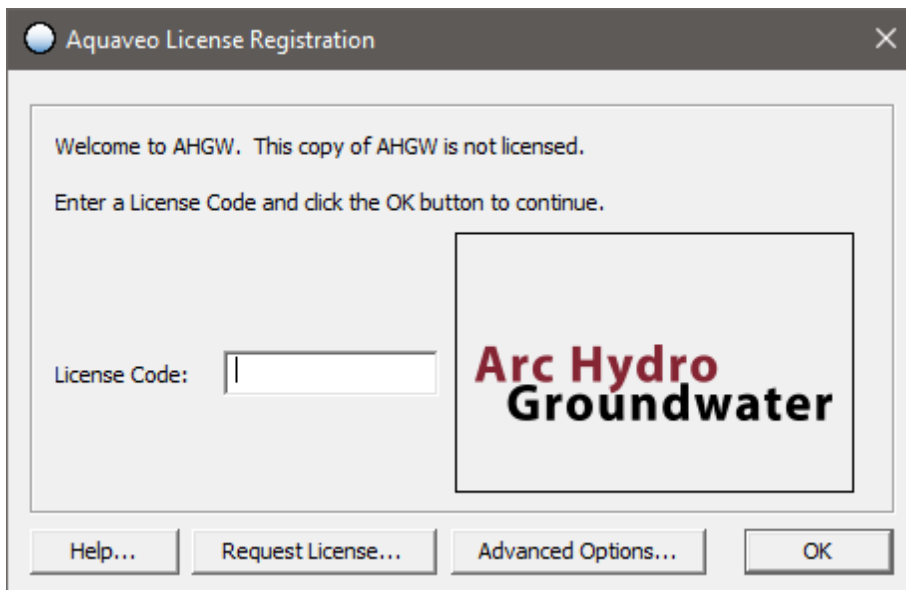 Aquaveo License Registration
Welcome to AHGW. This copy of AHGW is not licensed.
Enter a License Code and click the OK button to continue.
License Code:
Arc Hydro
Groundwater
Help...
Request License...
Advanced Options...
OK